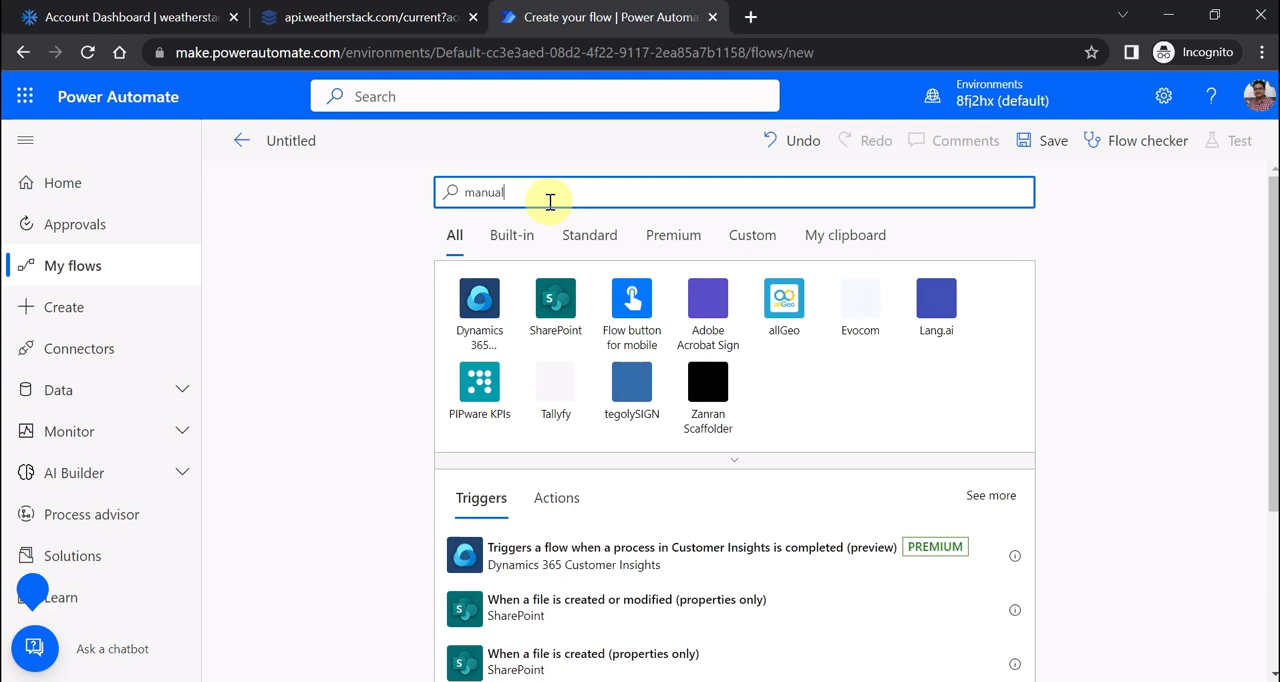 Account Dashboard | weathersta
api.weatherstack.com/current?ac
Create your flow | Power Automa
make.powerautomate.com/environments/Default-cc3e3aed-08d2-4f22-9117-2ea85a7b1158/flows/new
Incognito
Power Automate
Search
Environments
8fj2hx (default)
Untitled
Undo
Redo
Comments
Save
Flow checker
Test
Home
Approvals
My flows
Create
Connectors
Data
Monitor
AI Builder
Process advisor
Solutions
Learn
Ask a chatbot
manual
All
Built-in
Standard
Premium
Custom
My clipboard
Dynamics
365...
SharePoint
Flow button
for mobile
Adobe
Acrobat Sign
allGeo
Evocom
Lang.ai
PIPware KPIs
Tallyfy
tegolySIGN
Zanran
Scaffolder
Triggers
Actions
See more
Triggers a flow when a process in Customer Insights is completed (preview) PREMIUM
Dynamics 365 Customer Insights
When a file is created or modified (properties only)
SharePoint
When a file is created (properties only)
SharePoint